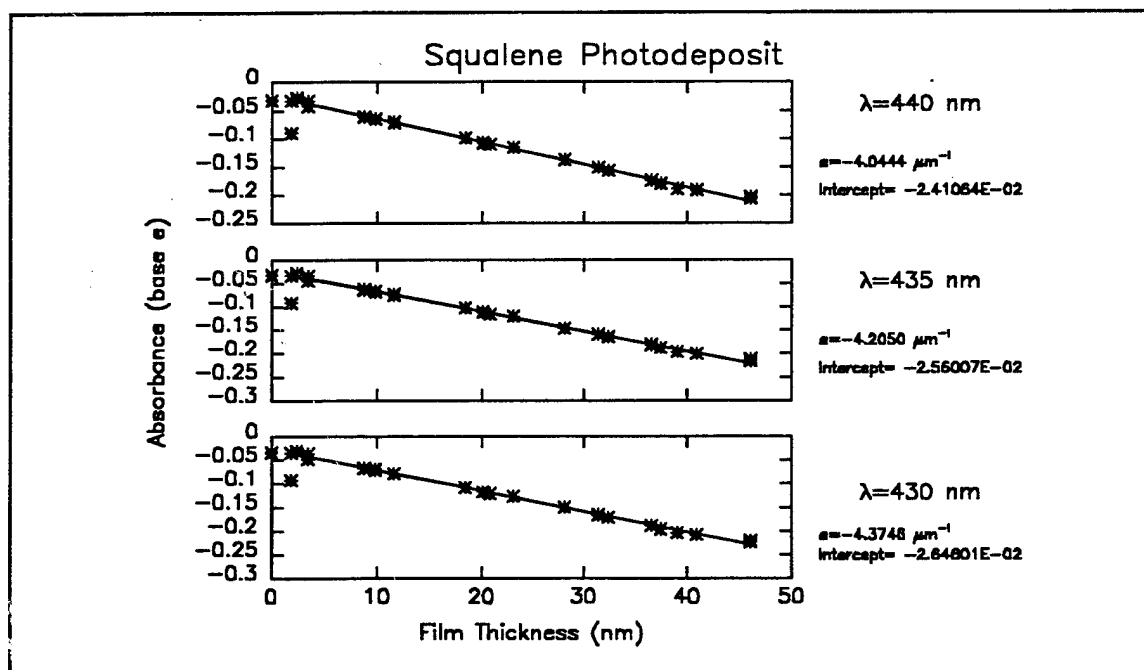 Squalene Photodeposit
Absorbance (base e)
0
−0.05
−0.1
−0.15
−0.2
−0.25
λ=440 nm
a=−4.0444 μm⁻¹
Intercept= −2.41064E−02
0
−0.05
−0.1
−0.15
−0.2
−0.25
−0.3
λ=435 nm
a=−4.2050 μm⁻¹
Intercept= −2.56007E−02
0
−0.05
−0.1
−0.15
−0.2
−0.25
−0.3
λ=430 nm
a=−4.3746 μm⁻¹
Intercept= −2.64601E−02
0 10 20 30 40 50
Film Thickness (nm)